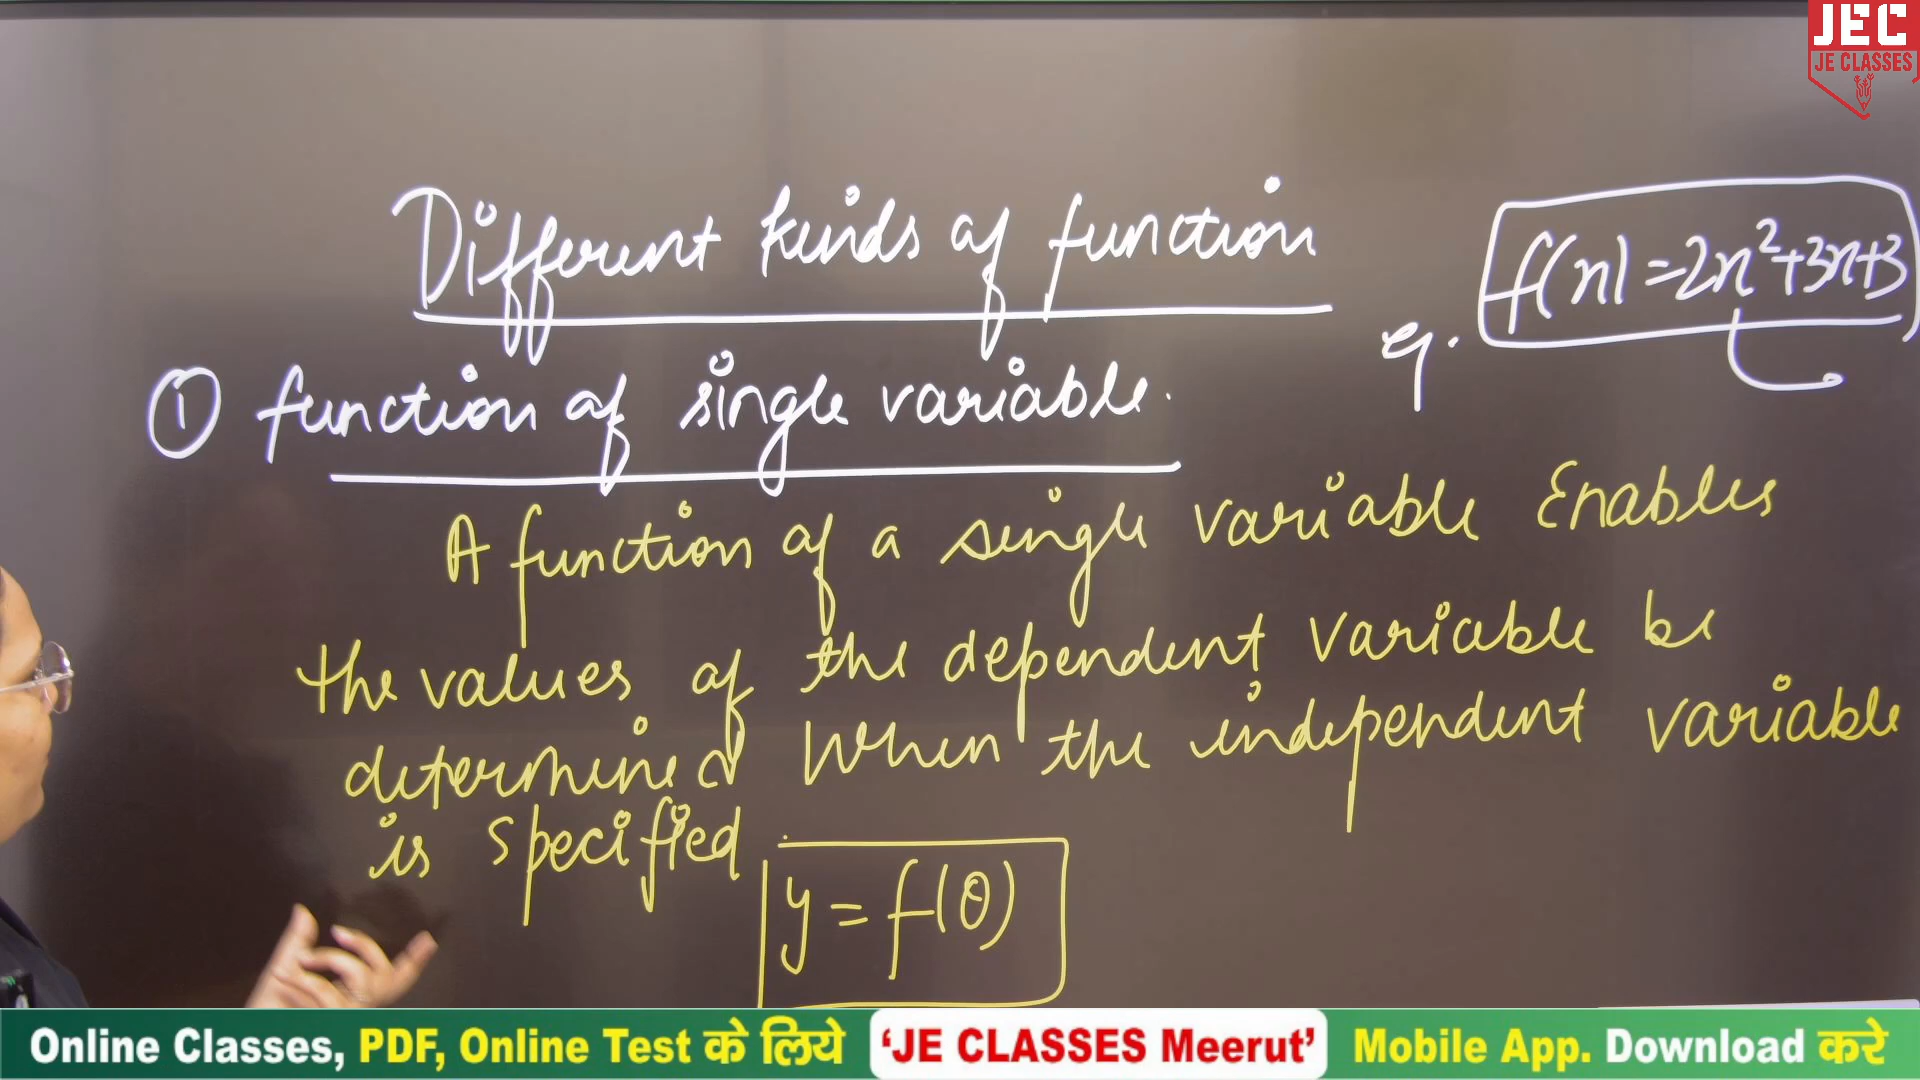 JEC
JE CLASSES
Different kinds of function
eg. f(x) = 2x²+3x+3
① function of single variable.
A function of a single variable Enables
the values of the dependent variable be
determined When the independent variable
is specified
y = f(θ)
Online Classes, PDF, Online Test के लिये 'JE CLASSES Meerut' Mobile App. Download करे